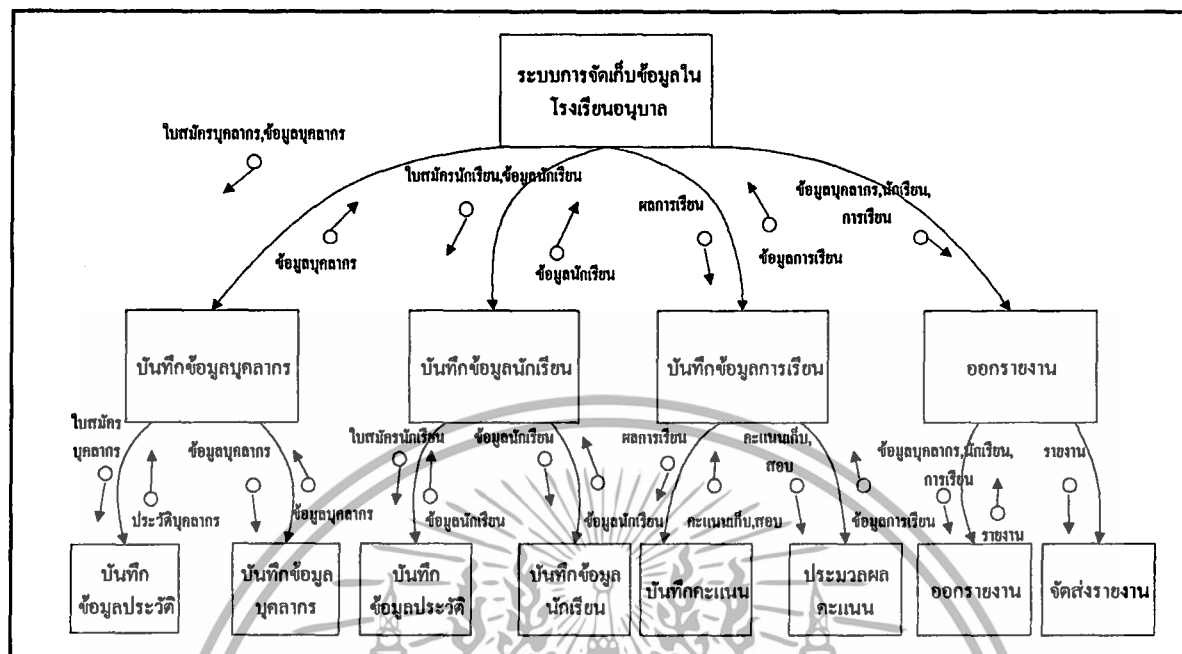 ระบบการจัดเก็บข้อมูลใน
โรงเรียนอนุบาล
ใบสมัครบุคลากร,ข้อมูลบุคลากร
ข้อมูลบุคลากร
ใบสมัครนักเรียน,ข้อมูลนักเรียน
ข้อมูลนักเรียน
ผลการเรียน
ข้อมูลการเรียน
ข้อมูลบุคลากร,นักเรียน,
การเรียน
บันทึกข้อมูลบุคลากร
บันทึกข้อมูลนักเรียน
บันทึกข้อมูลการเรียน
ออกรายงาน
ใบสมัคร
บุคลากร
ประวัติบุคลากร
ข้อมูลบุคลากร
ข้อมูลบุคลากร
ใบสมัครนักเรียน
ข้อมูลนักเรียน
ข้อมูลนักเรียน
ข้อมูลนักเรียน
ผลการเรียน
คะแนนเก็บ,สอบ
คะแนนเก็บ,
สอบ
ข้อมูลการเรียน
ข้อมูลบุคลากร,นักเรียน,
การเรียน
รายงาน
รายงาน
บันทึก
ข้อมูลประวัติ
บันทึกข้อมูล
บุคลากร
บันทึก
ข้อมูลประวัติ
บันทึกข้อมูล
นักเรียน
บันทึกคะแนน
ประมวลผล
คะแนน
ออกรายงาน
จัดส่งรายงาน